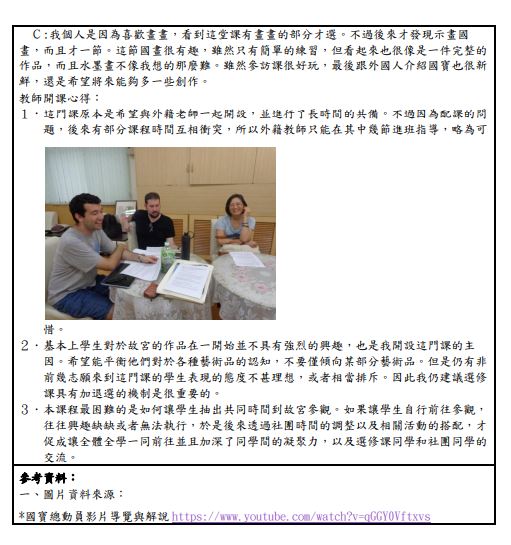 C:我個人是因為喜歡畫畫，看到這堂課有畫畫的部分才選。不過後來才發現示畫國
畫，而且才一節。這節國畫很有趣，雖然只有簡單的練習，但看起來也很像是一件完整的
作品，而且水墨畫不像我想的那麼難。雖然參訪課很好玩，最後跟外國人介紹國寶也很新
鮮，還是希望將來能夠多一些創作。
教師開課心得：
1．這門課原本是希望與外籍老師一起開設，並進行了長時間的共備。不過因為配課的問
題，後來有部分課程時間互相衝突，所以外籍教師只能在其中幾節進班指導，略為可
惜。
2．基本上學生對於故宮的作品在一開始並不具有強烈的興趣，也是我開設這門課的主
因。希望能平衡他們對於各種藝術品的認知，不要僅傾向某部分藝術品。但是仍有非
前幾志願來到這門課的學生表現的態度不甚理想，或者相當排斥。因此我仍建議選修
課具有加退選的機制是很重要的。
3．本課程最困難的是如何讓學生抽出共同時間到故宮參觀。如果讓學生自行前往參觀，
往往興趣缺缺或者無法執行，於是後來透過社團時間的調整以及相關活動的搭配，才
促成讓全體全學一同前往並且加深了同學間的凝聚力，以及選修課同學和社團同學的
交流。
參考資料：
一、圖片資料來源：
*國寶總動員影片導覽與解說 https://www.youtube.com/watch?v=qGGY0Vftxvs